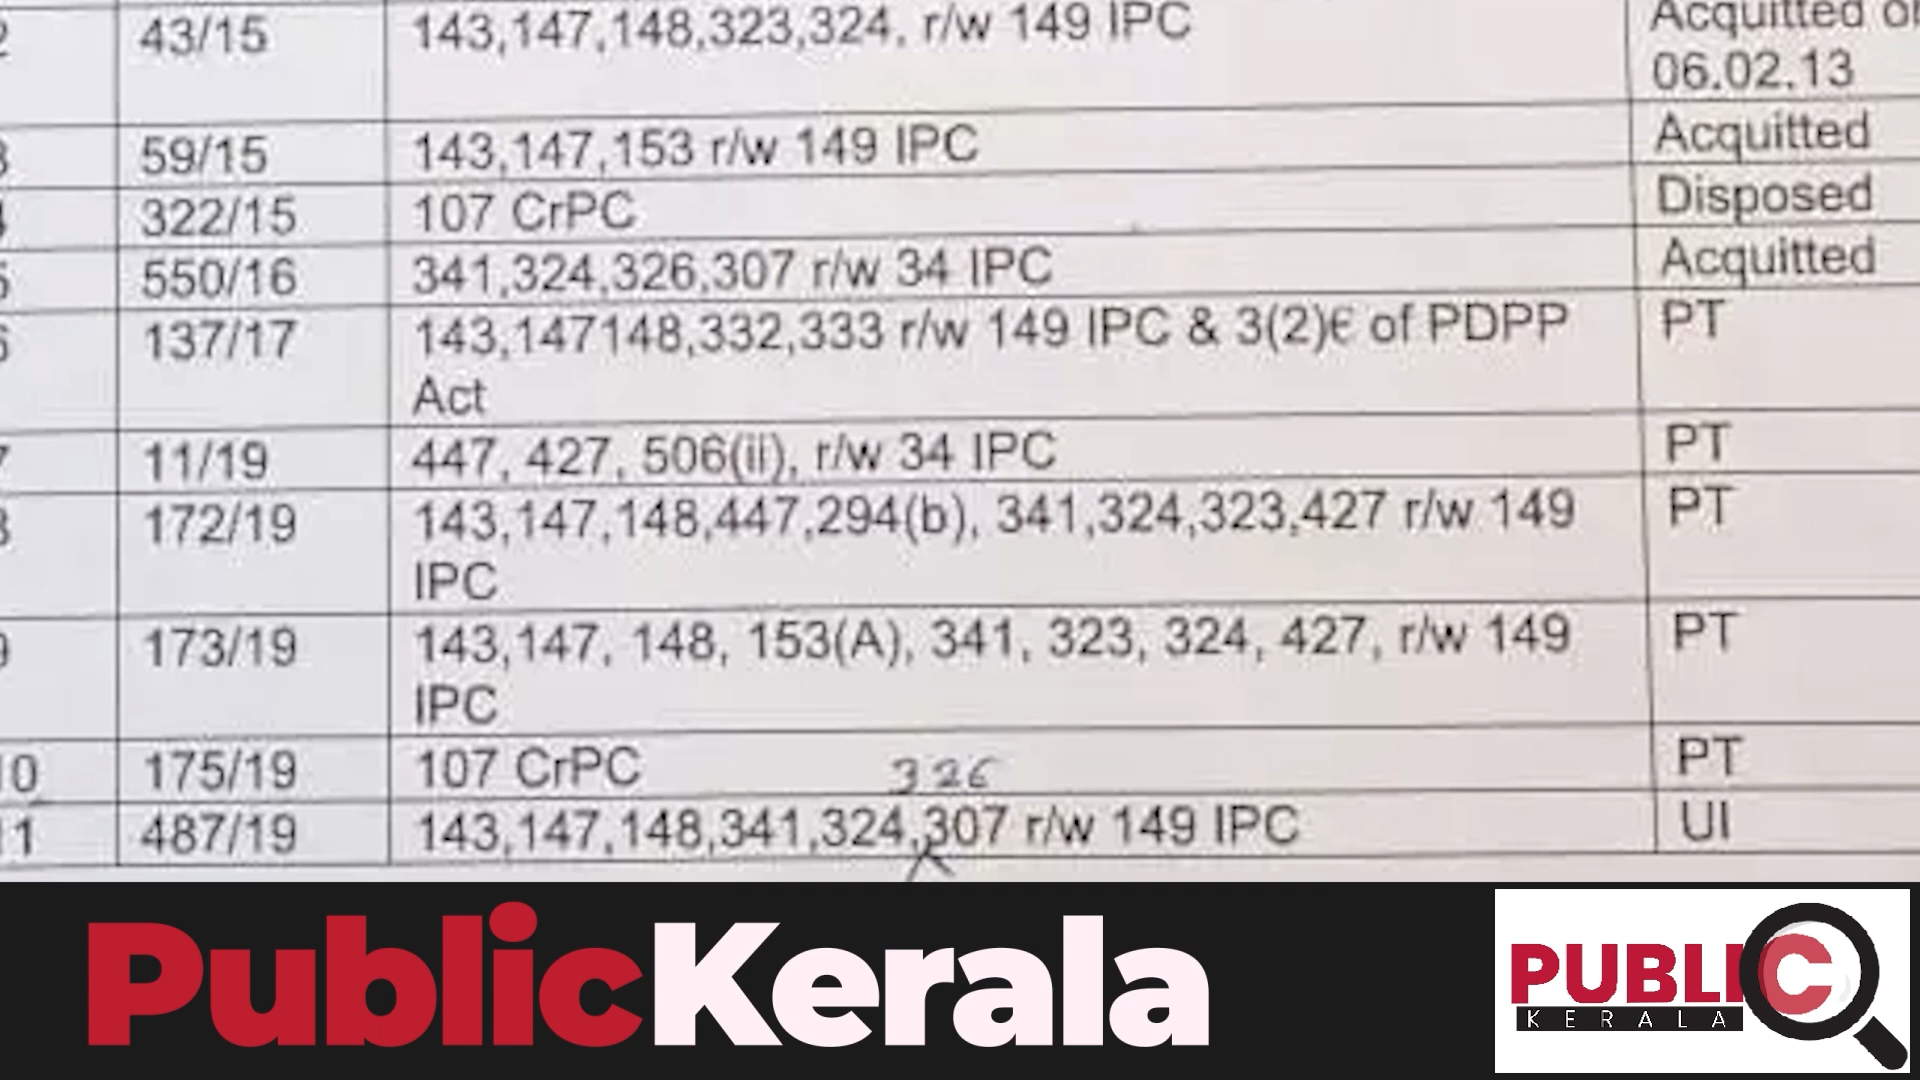 2 43/15 143,147,148,323,324, r/w 149 IPC Acquitted
06.02.13
59/15 143,147,153 r/w 149 IPC Acquitted
322/15 107 CrPC Disposed
550/16 341,324,326,307 r/w 34 IPC Acquitted
137/17 143,147148,332,333 r/w 149 IPC & 3(2)€ of PDPP PT
Act
11/19 447, 427, 506(ii), r/w 34 IPC PT
172/19 143,147,148,447,294(b), 341,324,323,427 r/w 149 PT
IPC
173/19 143,147, 148, 153(A), 341, 323, 324, 427, r/w 149 PT
IPC
10 175/19 107 CrPC PT
326
11 487/19 143,147,148,341,324,307 r/w 149 IPC UI
PublicKerala
PUBLIC
KERALA